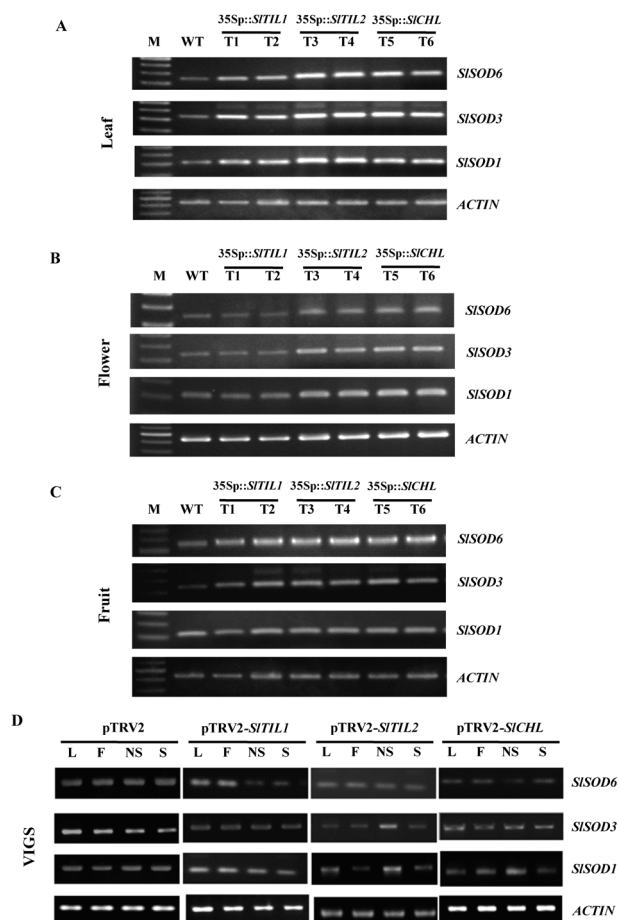 A
35Sp::SlTIL1 35Sp::SlTIL2 35Sp::SlCHL
M WT T1 T2 T3 T4 T5 T6
SlSOD6
SlSOD3
SlSOD1
ACTIN
Leaf
B
35Sp::SlTIL1 35Sp::SlTIL2 35Sp::SlCHL
M WT T1 T2 T3 T4 T5 T6
SlSOD6
SlSOD3
SlSOD1
ACTIN
Flower
C
35Sp::SlTIL1 35Sp::SlTIL2 35Sp::SlCHL
M WT T1 T2 T3 T4 T5 T6
SlSOD6
SlSOD3
SlSOD1
ACTIN
Fruit
D
pTRV2 pTRV2-SlTIL1 pTRV2-SlTIL2 pTRV2-SlCHL
L F NS S L F NS S L F NS S L F NS S
SlSOD6
SlSOD3
SlSOD1
ACTIN
VIGS